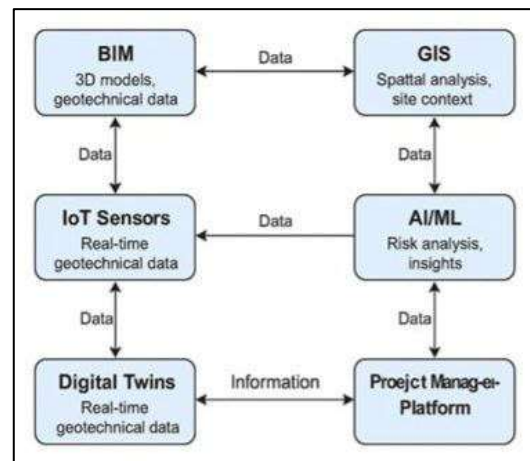 BIM
3D models,
geotechnical data
Data
GIS
Spattal analysis,
site context
Data
Data
IoT Sensors
Real-time
geotechnical data
Data
AI/ML
Risk analysis,
insights
Data
Data
Digital Twins
Real-time
geotechnical data
Information
Proejct Manag-eı-
Platform